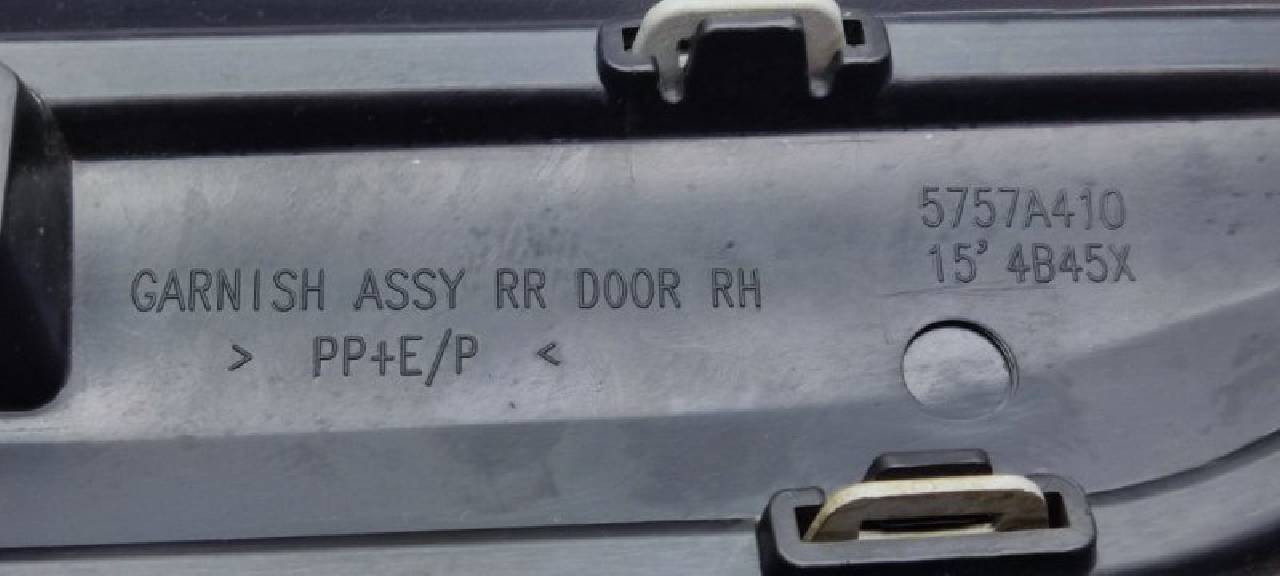 5757A410
15' 4B45X
GARNISH ASSY RR DOOR RH
> PP+E/P <